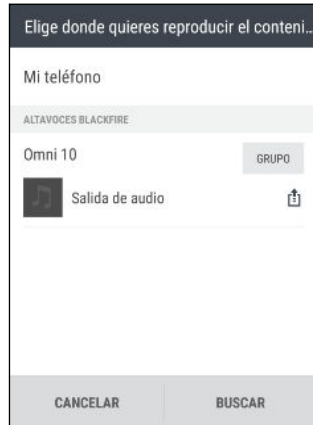 Elige donde quieres reproducir el conteni...
Mi teléfono
ALTAVOCES BLACKFIRE
Omni 10
GRUPO
Salida de audio
CANCELAR
BUSCAR